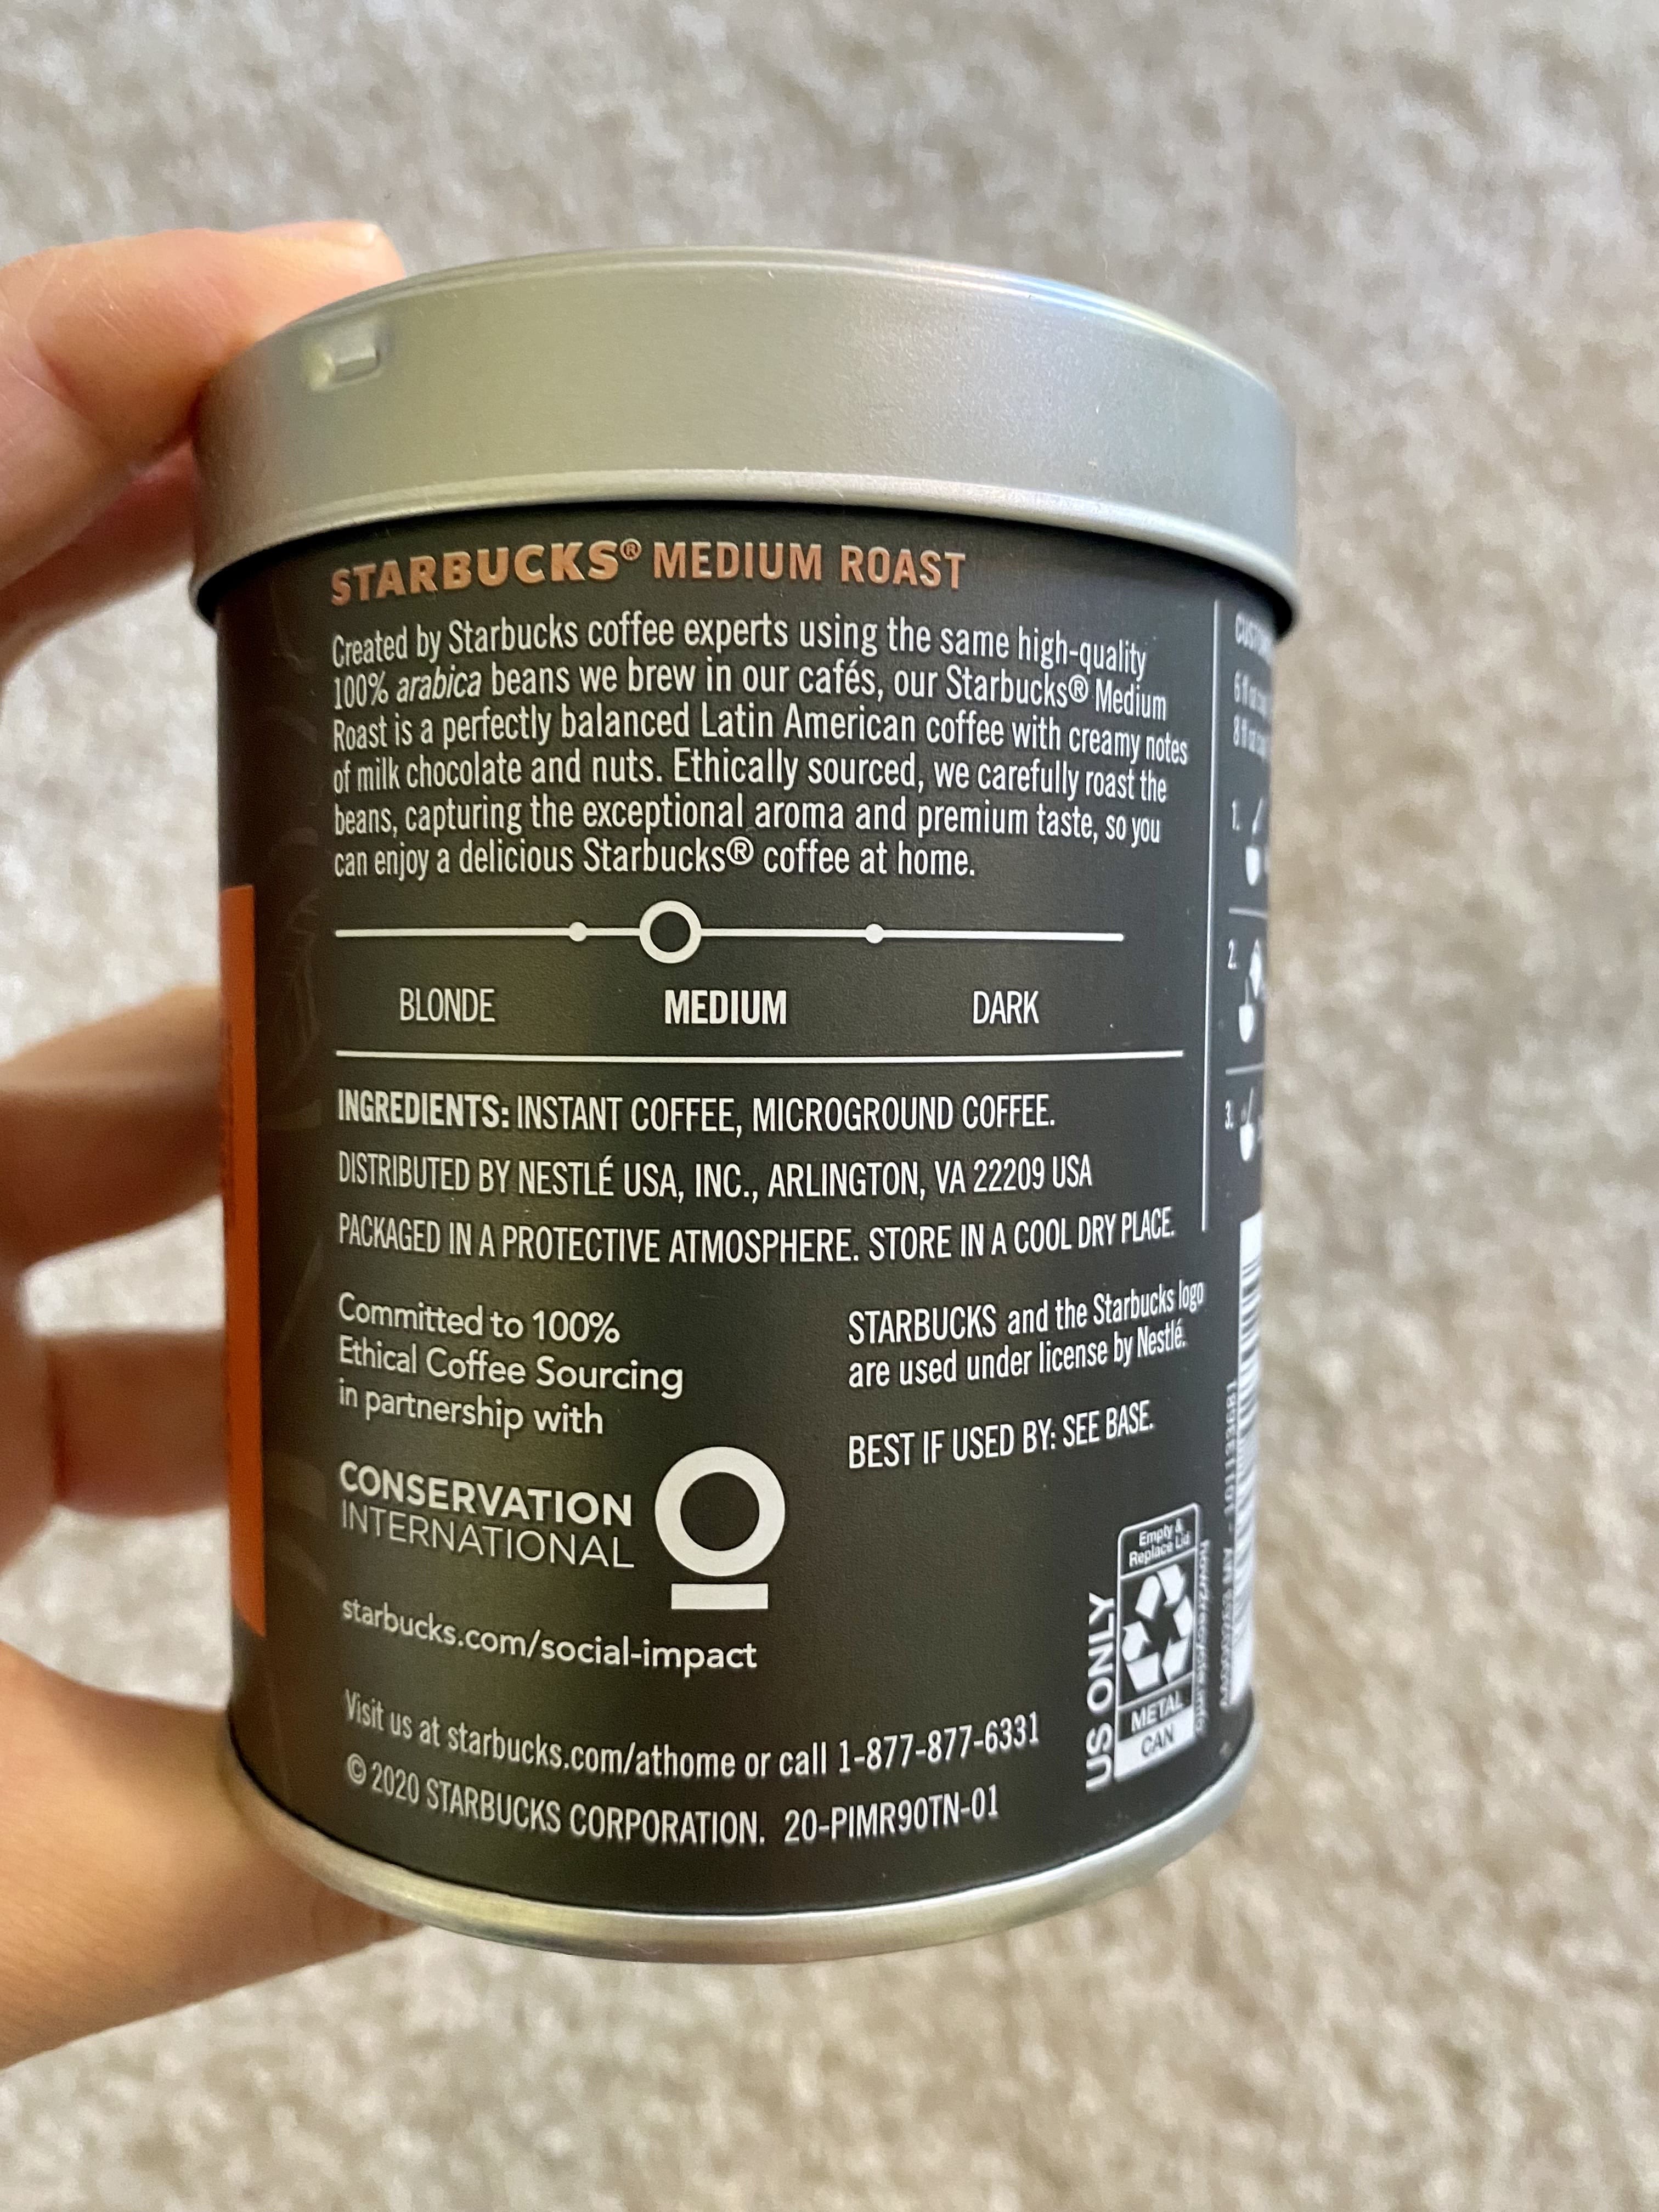 STARBUCKS® MEDIUM ROAST
Created by Starbucks coffee experts using the same high-quality
100% arabica beans we brew in our cafés, our Starbucks® Medium
Roast is a perfectly balanced Latin American coffee with creamy notes
of milk chocolate and nuts. Ethically sourced, we carefully roast the
beans, capturing the exceptional aroma and premium taste, so you
can enjoy a delicious Starbucks® coffee at home.
BLONDE MEDIUM DARK
INGREDIENTS: INSTANT COFFEE, MICROGROUND COFFEE.
DISTRIBUTED BY NESTLÉ USA, INC., ARLINGTON, VA 22209 USA
PACKAGED IN A PROTECTIVE ATMOSPHERE. STORE IN A COOL DRY PLACE.
Committed to 100%
Ethical Coffee Sourcing
in partnership with
CONSERVATION
INTERNATIONAL
starbucks.com/social-impact
STARBUCKS and the Starbucks logo
are used under license by Nestlé.
BEST IF USED BY: SEE BASE.
US ONLY
Empty &
Replace Lid
METAL
CAN
how2recycle.info
Visit us at starbucks.com/athome or call 1-877-877-6331
© 2020 STARBUCKS CORPORATION. 20-PIMR90TN-01
1.
2.
3.